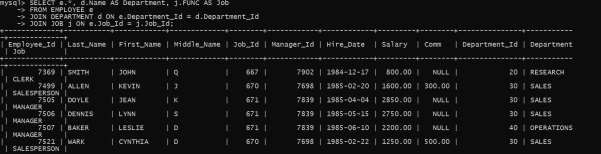 mysql> SELECT e.*, d.Name AS Department, j.FUNC AS Job
    -> FROM EMPLOYEE e
    -> JOIN DEPARTMENT d ON e.Department_Id = d.Department_Id
    -> JOIN JOB j ON e.Job_Id = j.Job_Id;
| Employee_Id | Last_Name | First_Name | Middle_Name | Job_Id | Manager_Id | Hire_Date | Salary | Comm | Department_Id | Department
| Job |
| 7369 | SMITH | JOHN | Q | 667 | 7902 | 1984-12-17 | 800.00 | NULL | 20 | RESEARCH
| CLERK |
| 7499 | ALLEN | KEVIN | J | 670 | 7698 | 1985-02-20 | 1600.00 | 300.00 | 30 | SALES
| SALESPERSON |
| 7505 | DOYLE | JEAN | K | 671 | 7839 | 1985-04-04 | 2850.00 | NULL | 30 | SALES
| MANAGER |
| 7506 | DENNIS | LYNN | S | 671 | 7839 | 1985-05-15 | 2750.00 | NULL | 30 | SALES
| MANAGER |
| 7507 | BAKER | LESLIE | D | 671 | 7839 | 1985-06-10 | 2200.00 | NULL | 40 | OPERATIONS
| MANAGER |
| 7521 | WARK | CYNTHIA | D | 670 | 7698 | 1985-02-22 | 1250.00 | 500.00 | 30 | SALES
| SALESPERSON |